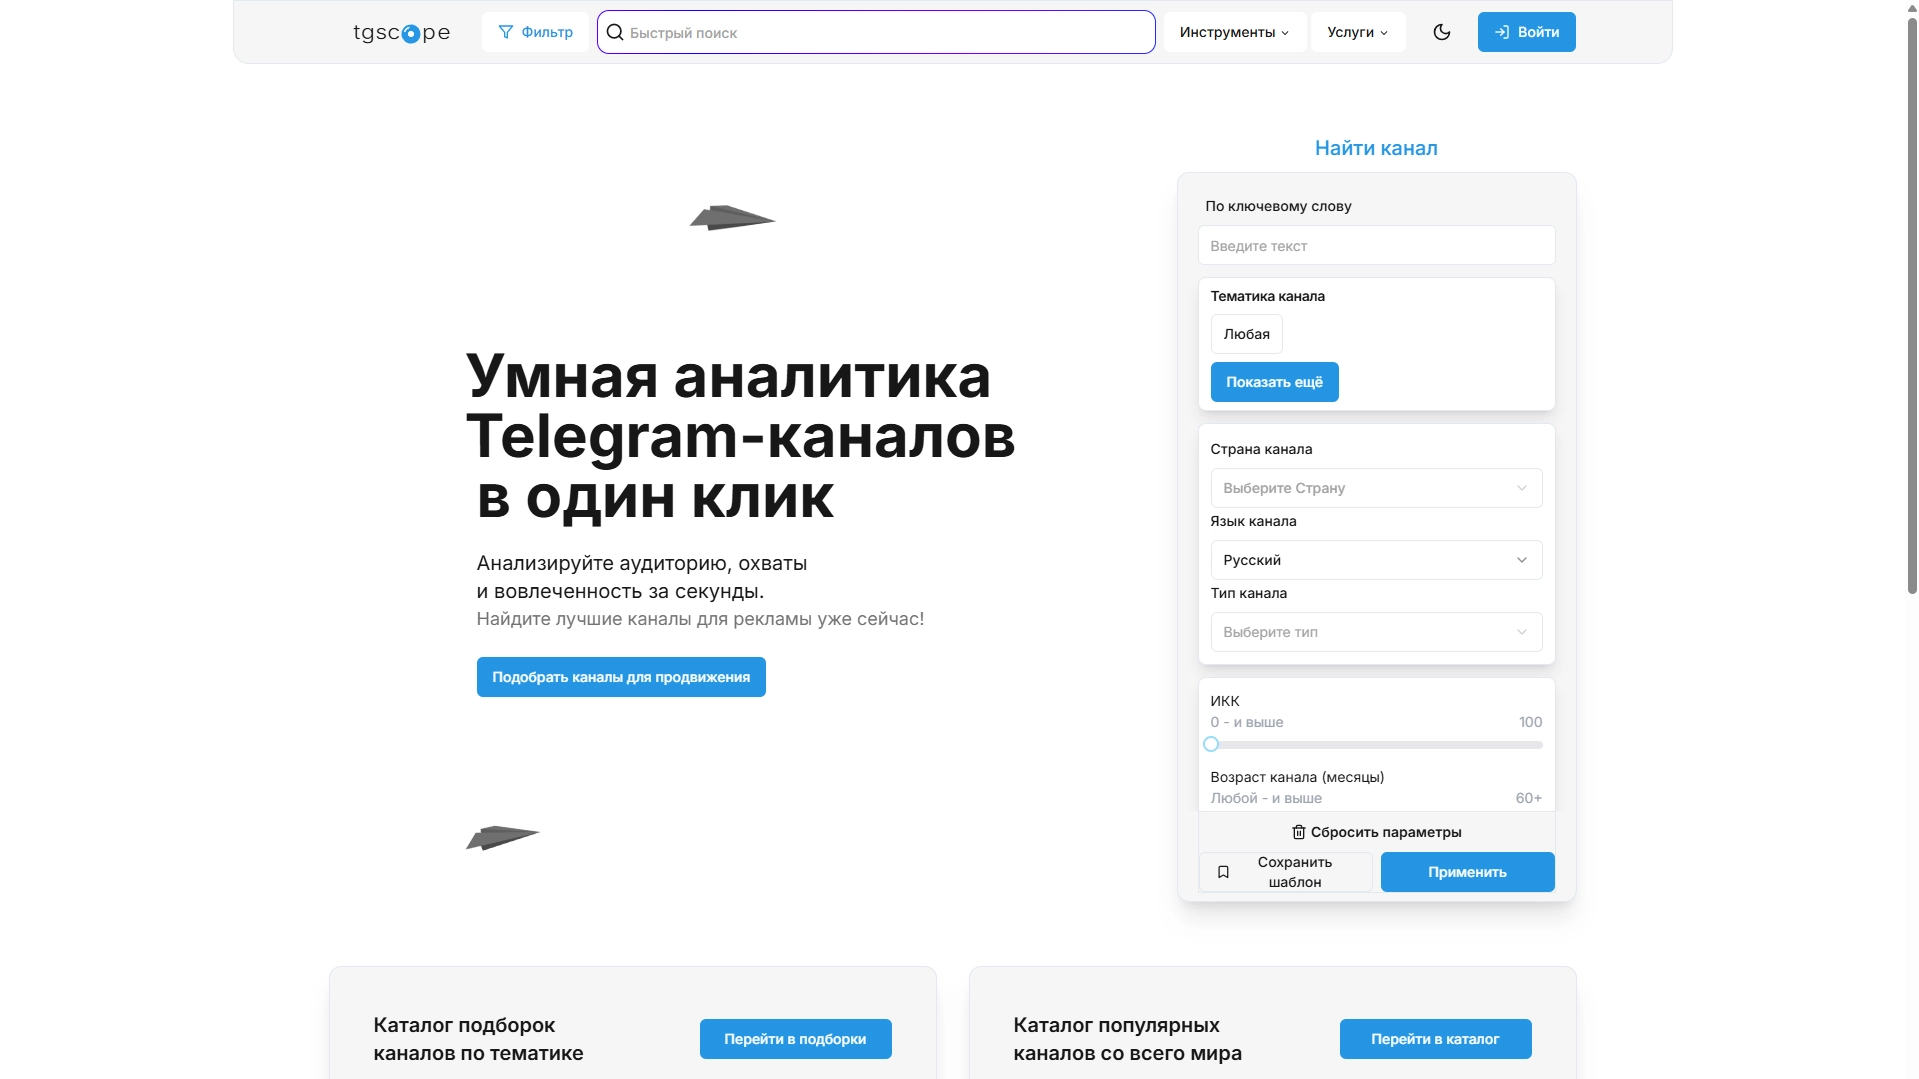 tgscope
Фильтр
Быстрый поиск
Инструменты
Услуги
Войти
Умная аналитика
Telegram-каналов
в один клик
Анализируйте аудиторию, охваты
и вовлеченность за секунды.
Найдите лучшие каналы для рекламы уже сейчас!
Подобрать каналы для продвижения
Найти канал
По ключевому слову
Введите текст
Тематика канала
Любая
Показать ещё
Страна канала
Выберите Страну
Язык канала
Русский
Тип канала
Выберите тип
ИКК
0 - и выше 100
Возраст канала (месяцы)
Любой - и выше 60+
Сбросить параметры
Сохранить
шаблон
Применить
Каталог подборок
каналов по тематике
Перейти в подборки
Каталог популярных
каналов со всего мира
Перейти в каталог